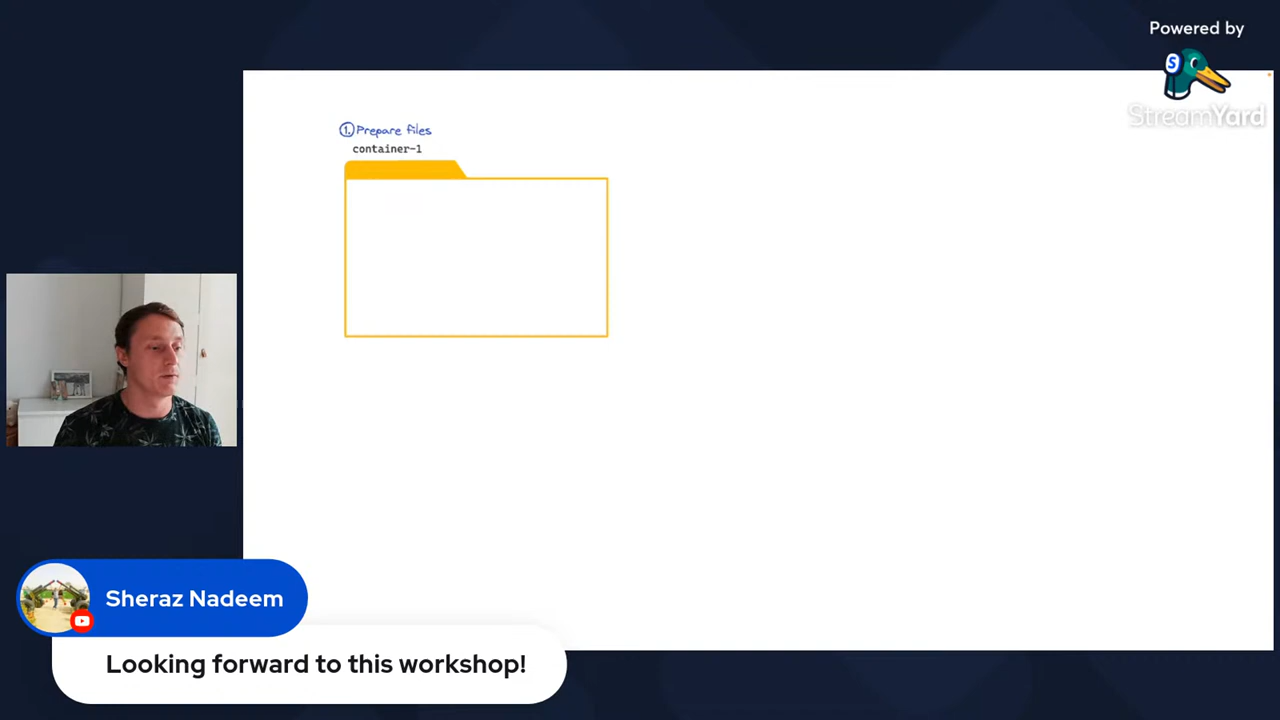 Powered by
S
StreamYard
1. Prepare files
container-1
Sheraz Nadeem
Looking forward to this workshop!